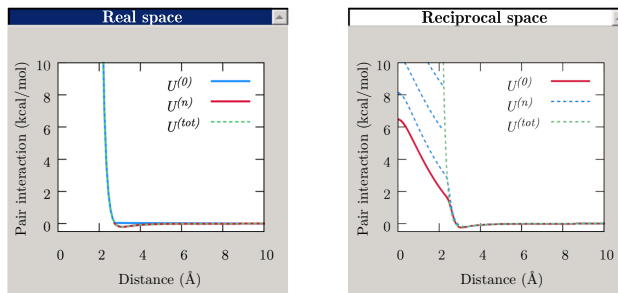 Real space
10
8
6
4
2
0
Pair interaction (kcal/mol)
U(0)
U(n)
U(tot)
0 2 4 6 8 10
Distance (Å)
Reciprocal space
10
8
6
4
2
0
Pair interaction (kcal/mol)
U(0)
U(n)
U(tot)
0 2 4 6 8 10
Distance (Å)